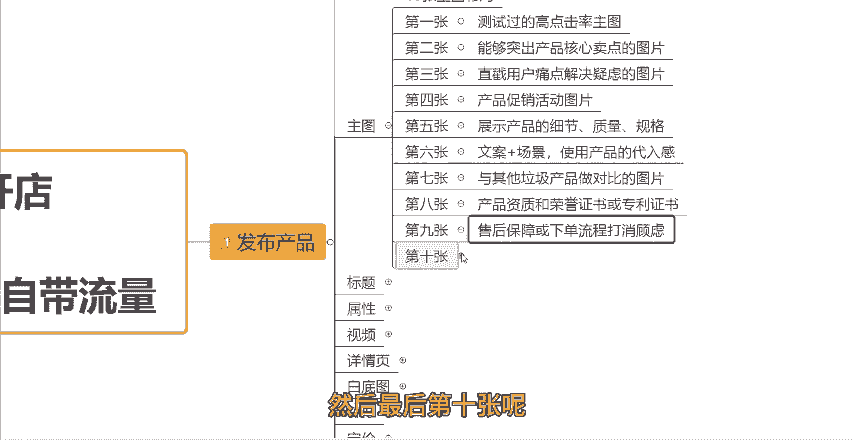 第一张 测试过的高点击率主图
第二张 能够突出产品核心卖点的图片
第三张 直戳用户痛点解决疑虑的图片
第四张 产品促销活动图片
主图 第五张 展示产品的细节、质量、规格
第六张 文案+场景，使用产品的代入感
第七张 与其他垃圾产品做对比的图片
第八张 产品资质和荣誉证书或专利证书
开店
第九张 售后保障或下单流程打消顾虑
发布产品
第十张
标题
自带流量
属性
视频
详情页
白底图
然后最后第十张呢
定价